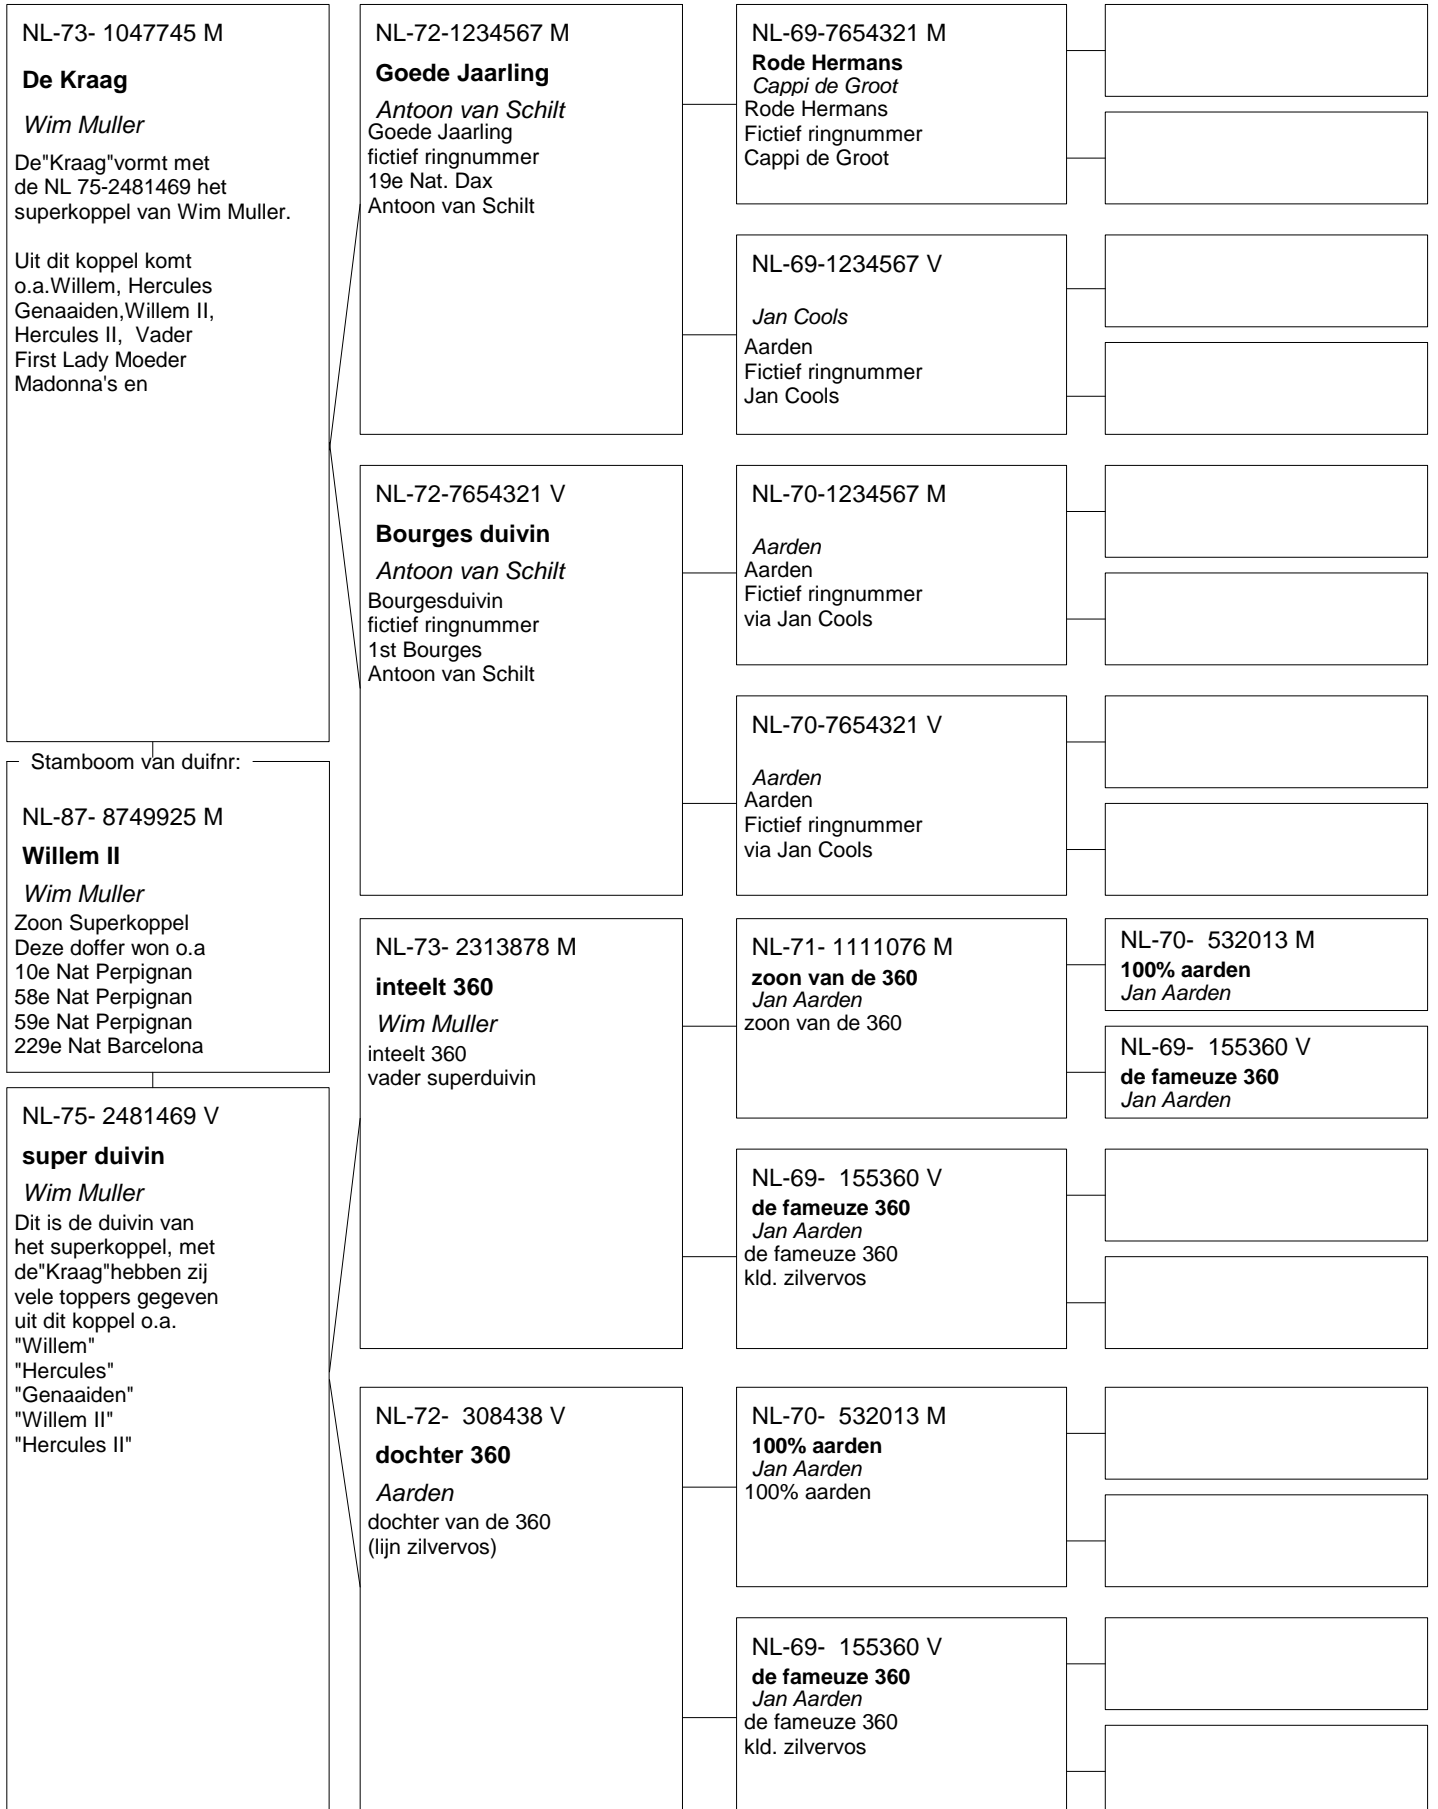 NL-73- 1047745 M
De Kraag
Wim Muller
De"Kraag"vormt met
de NL 75-2481469 het
superkoppel van Wim Muller.
Uit dit koppel komt
o.a.Willem, Hercules
Genaaiden,Willem II,
Hercules II,  Vader
First Lady Moeder
Madonna's en
Stamboom van duifnr:
NL-87- 8749925 M
Willem II
Wim Muller
Zoon Superkoppel
Deze doffer won o.a
10e Nat Perpignan
58e Nat Perpignan
59e Nat Perpignan
229e Nat Barcelona
NL-75- 2481469 V
super duivin
Wim Muller
Dit is de duivin van
het superkoppel, met
de"Kraag"hebben zij
vele toppers gegeven
uit dit koppel o.a.
"Willem"
"Hercules"
"Genaaiden"
"Willem II"
"Hercules II"
NL-72-1234567 M
Goede Jaarling
Antoon van Schilt
Goede Jaarling
fictief ringnummer
19e Nat. Dax
Antoon van Schilt
NL-72-7654321 V
Bourges duivin
Antoon van Schilt
Bourgesduivin
fictief ringnummer
1st Bourges
Antoon van Schilt
NL-73- 2313878 M
inteelt 360
Wim Muller
inteelt 360
vader superduivin
NL-72-  308438 V
dochter 360
Aarden
dochter van de 360
(lijn zilvervos)
NL-69-7654321 M
Rode Hermans
Cappi de Groot
Rode Hermans
Fictief ringnummer
Cappi de Groot
NL-69-1234567 V
Jan Cools
Aarden
Fictief ringnummer
Jan Cools
NL-70-1234567 M
Aarden
Aarden
Fictief ringnummer
via Jan Cools
NL-70-7654321 V
Aarden
Aarden
Fictief ringnummer
via Jan Cools
NL-71- 1111076 M
zoon van de 360
Jan Aarden
zoon van de 360
NL-69-  155360 V
de fameuze 360
Jan Aarden
de fameuze 360
kld. zilvervos
NL-70-  532013 M
100% aarden
Jan Aarden
100% aarden
NL-69-  155360 V
de fameuze 360
Jan Aarden
de fameuze 360
kld. zilvervos
NL-70-  532013 M
100% aarden
Jan Aarden
NL-69-  155360 V
de fameuze 360
Jan Aarden